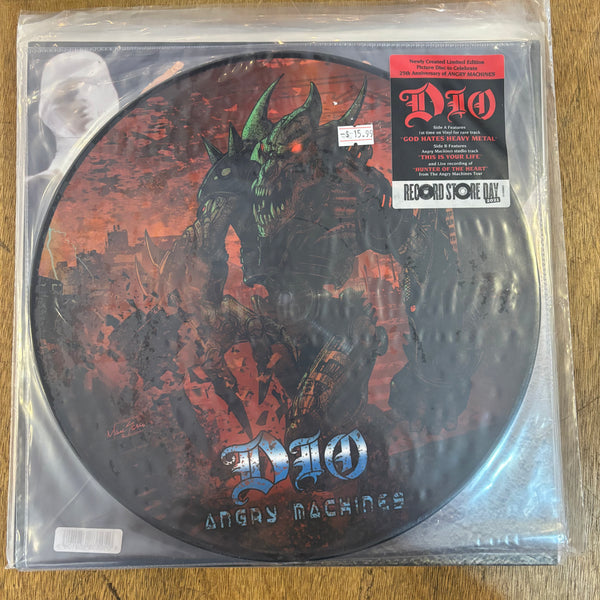 Newly Created Limited Edition
Picture Disc to Celebrate
25th Anniversary of ANGRY MACHINES
DIO
Side A Features
1st time on Vinyl for rare track
"GOD HATES HEAVY METAL"
Side B Features
Angry Machines studio track
"THIS IS YOUR LIFE"
and Live recording of
"HUNTER OF THE HEART"
from The Angry Machines Tour
RECORD STORE DAY
2021
$15.99
DIO
ANGRY MACHINES